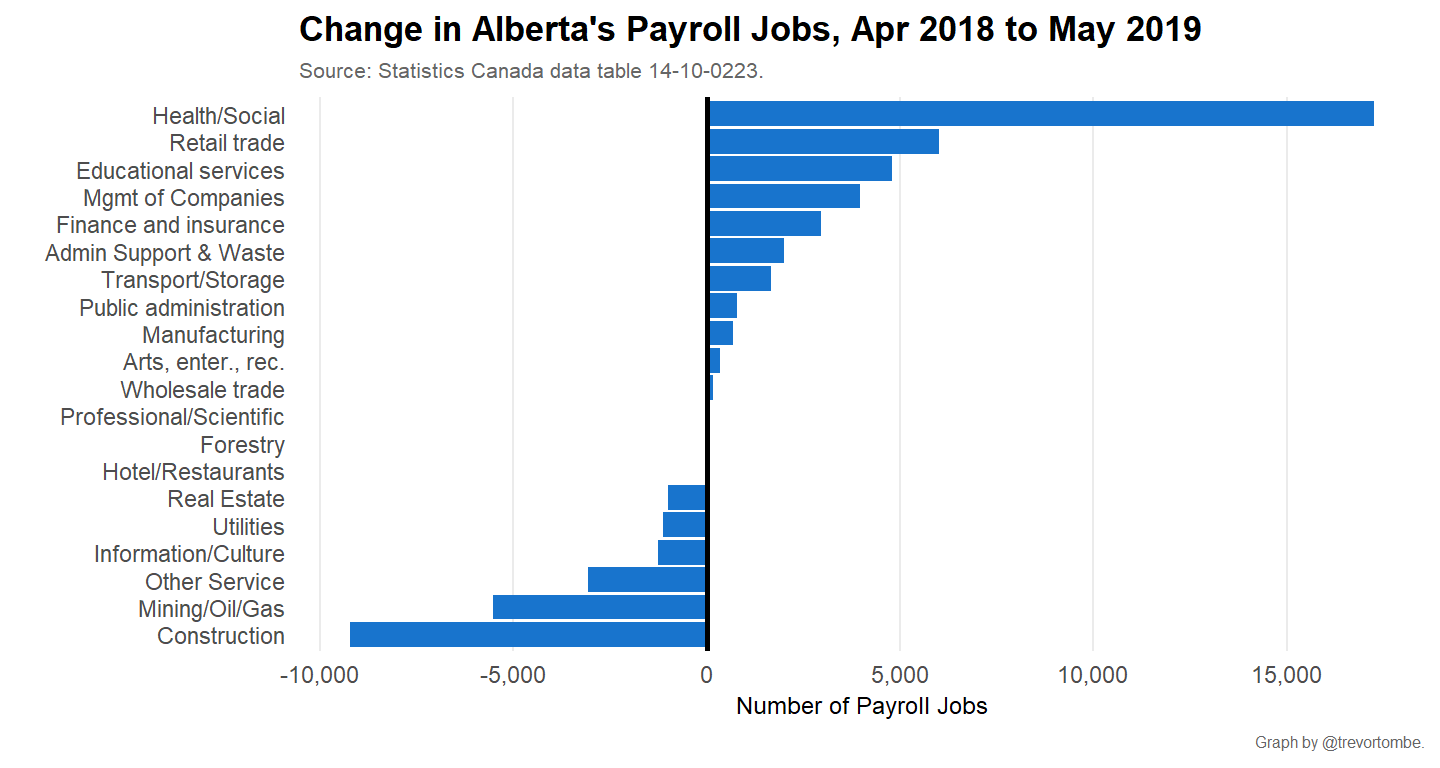 Change in Alberta's Payroll Jobs, Apr 2018 to May 2019
Source: Statistics Canada data table 14-10-0223.
Health/Social
Retail trade
Educational services
Mgmt of Companies
Finance and insurance
Admin Support & Waste
Transport/Storage
Public administration
Manufacturing
Arts, enter., rec.
Wholesale trade
Professional/Scientific
Forestry
Hotel/Restaurants
Real Estate
Utilities
Information/Culture
Other Service
Mining/Oil/Gas
Construction
-10,000 -5,000 0 5,000 10,000 15,000
Number of Payroll Jobs
Graph by @trevortombe.